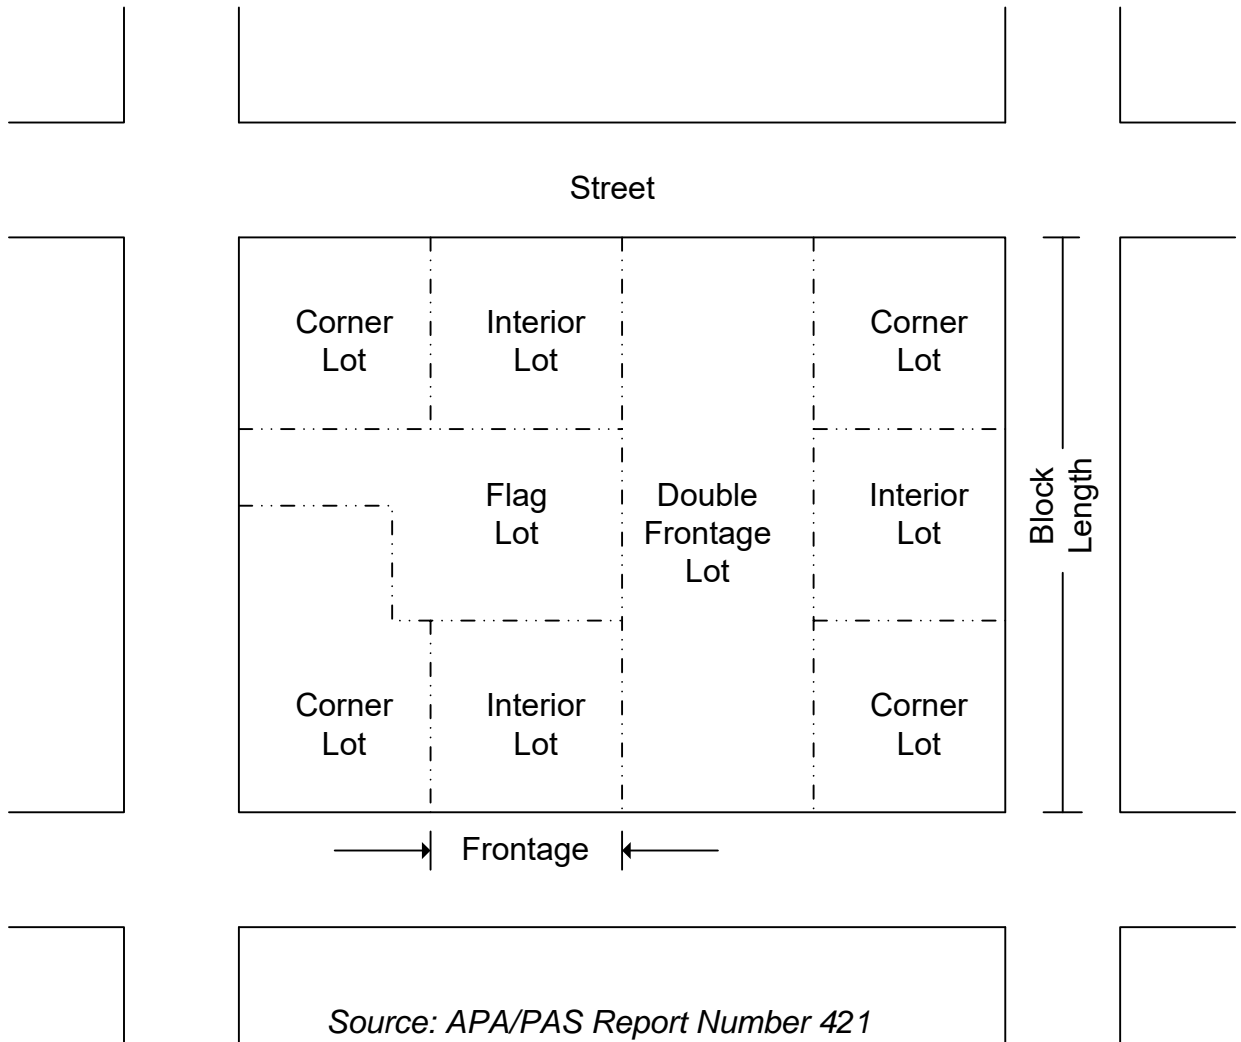 Street
Corner
Lot
Interior
Lot
Corner
Lot
Flag
Lot
Double
Frontage
Lot
Interior
Lot
Block
Length
Corner
Lot
Interior
Lot
Corner
Lot
Frontage
Source: APA/PAS Report Number 421